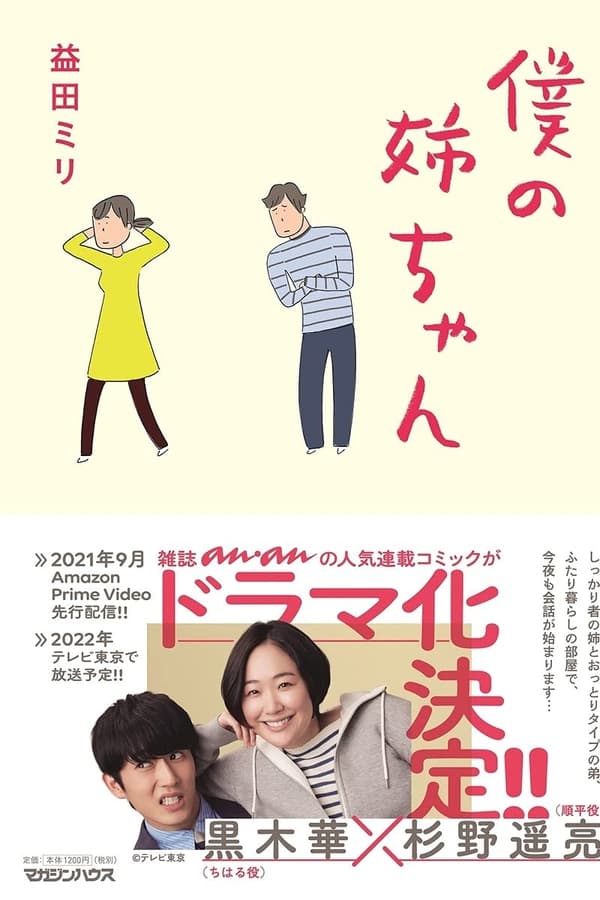 僕の
姉ちゃん
益田ミリ
»2021年9月
Amazon
Prime Video
先行配信!!
»2022年
テレビ東京で
放送予定!!
雑誌an・anの人気連載コミックが
ドラマ化
決定!!
しっかり者の姉とおっとりタイプの弟、
ふたり暮らしの部屋で、
今夜も会話が始まります…
(順平役
黒木華×杉野遥亮
(ちはる役)
©テレビ東京
定価:本体1200円(税別)
マガジンハウス